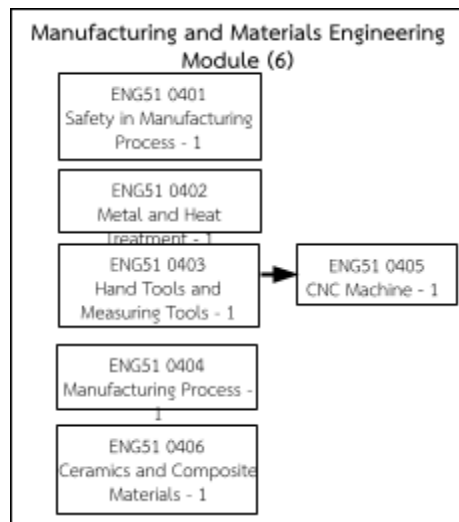 Manufacturing and Materials Engineering
Module (6)
ENG51 0401
Safety in Manufacturing
Process - 1
ENG51 0402
Metal and Heat
Treatment - 1
ENG51 0403
Hand Tools and
Measuring Tools - 1
ENG51 0405
CNC Machine - 1
ENG51 0404
Manufacturing Process -
1
ENG51 0406
Ceramics and Composite
Materials - 1